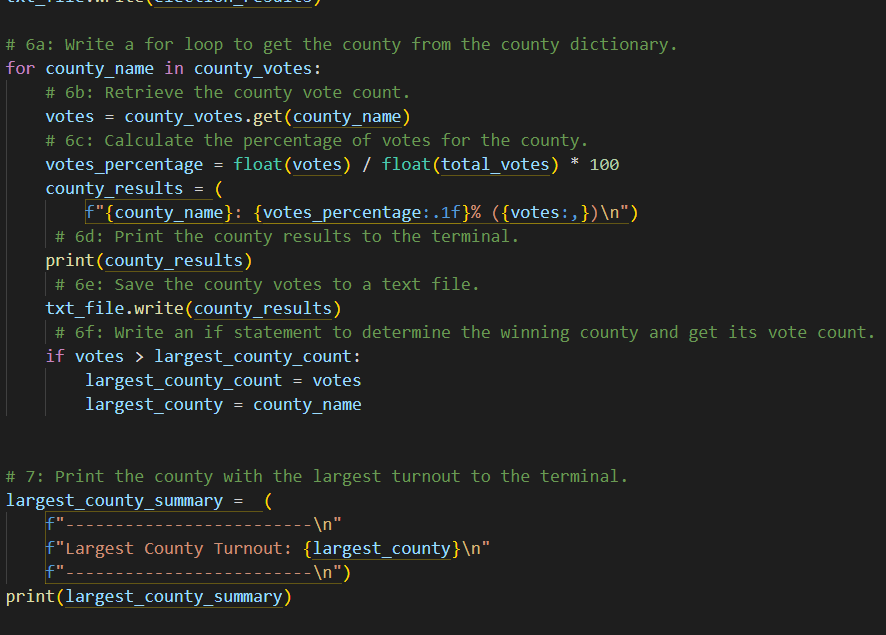 txt_file.write(election_results)
# 6a: Write a for loop to get the county from the county dictionary.
for county_name in county_votes:
    # 6b: Retrieve the county vote count.
    votes = county_votes.get(county_name)
    # 6c: Calculate the percentage of votes for the county.
    votes_percentage = float(votes) / float(total_votes) * 100
    county_results = (
        f"{county_name}: {votes_percentage:.1f}% ({votes:,})\n")
     # 6d: Print the county results to the terminal.
    print(county_results)
     # 6e: Save the county votes to a text file.
    txt_file.write(county_results)
     # 6f: Write an if statement to determine the winning county and get its vote count.
    if votes > largest_county_count:
        largest_county_count = votes
        largest_county = county_name
# 7: Print the county with the largest turnout to the terminal.
largest_county_summary =  (
    f"-------------------------\n"
    f"Largest County Turnout: {largest_county}\n"
    f"-------------------------\n")
print(largest_county_summary)